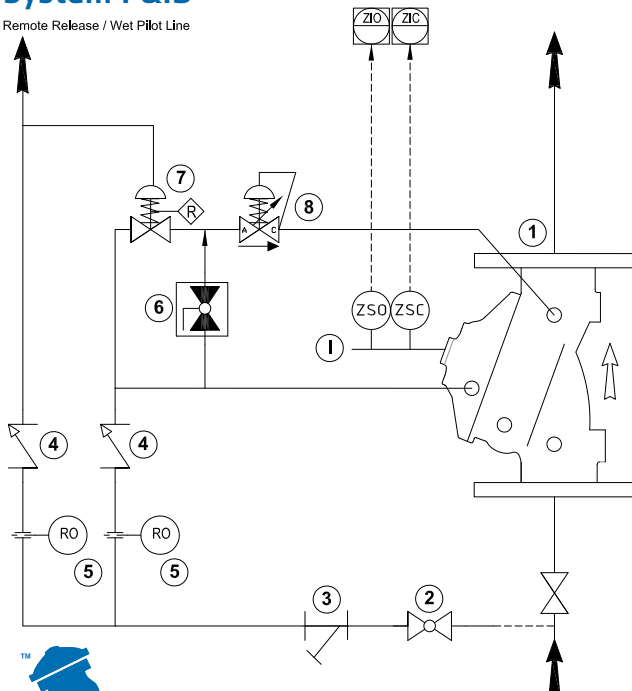 System P&ID
Remote Release / Wet Pilot Line
ZIO ZIC
7
R
8
A C
1
6
ZSO ZSC
I
4 4
RO RO
5 5
3 2
TM